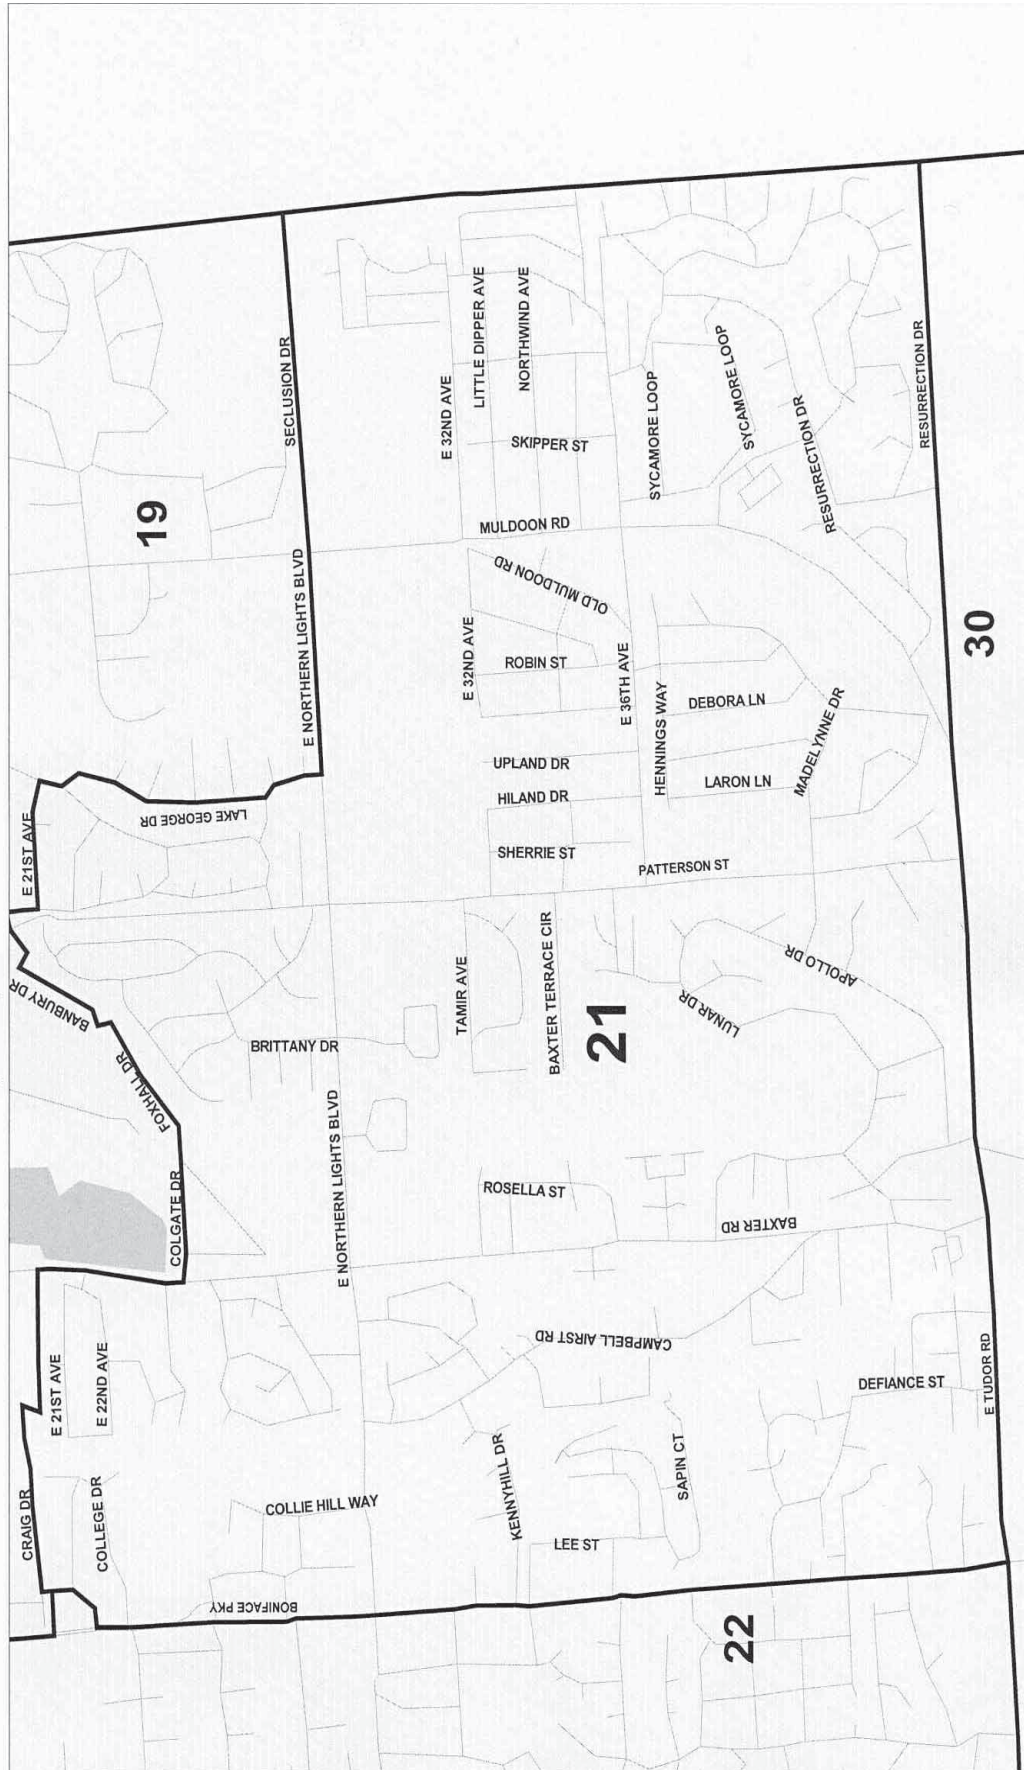 CRAIG DR
E 21ST AVE
COLLEGE DR
E 22ND AVE
BONIFACE PKY
COLLIE HILL WAY
KENNYHILL DR
LEE ST
SAPIN CT
22
DEFIANCE ST
E TUDOR RD
CAMPBELL AIRST RD
BAXTER RD
ROSELLA ST
COLGATE DR
E NORTHERN LIGHTS BLVD
FOXHALL DR
BANBURY DR
BRITTANY DR
TAMIR AVE
BAXTER TERRACE CIR
21
LUNAR DR
APOLLO DR
E 21ST AVE
LAKE GEORGE DR
SHERRIE ST
HILAND DR
UPLAND DR
PATTERSON ST
LARON LN
HENNINGS WAY
MADELYNNE DR
DEBORA LN
E 36TH AVE
ROBIN ST
E 32ND AVE
OLD MULDOON RD
30
E NORTHERN LIGHTS BLVD
19
SECLUSION DR
MULDOON RD
SKIPPER ST
E 32ND AVE
LITTLE DIPPER AVE
NORTHWIND AVE
SYCAMORE LOOP
SYCAMORE LOOP
RESURRECTION DR
RESURRECTION DR